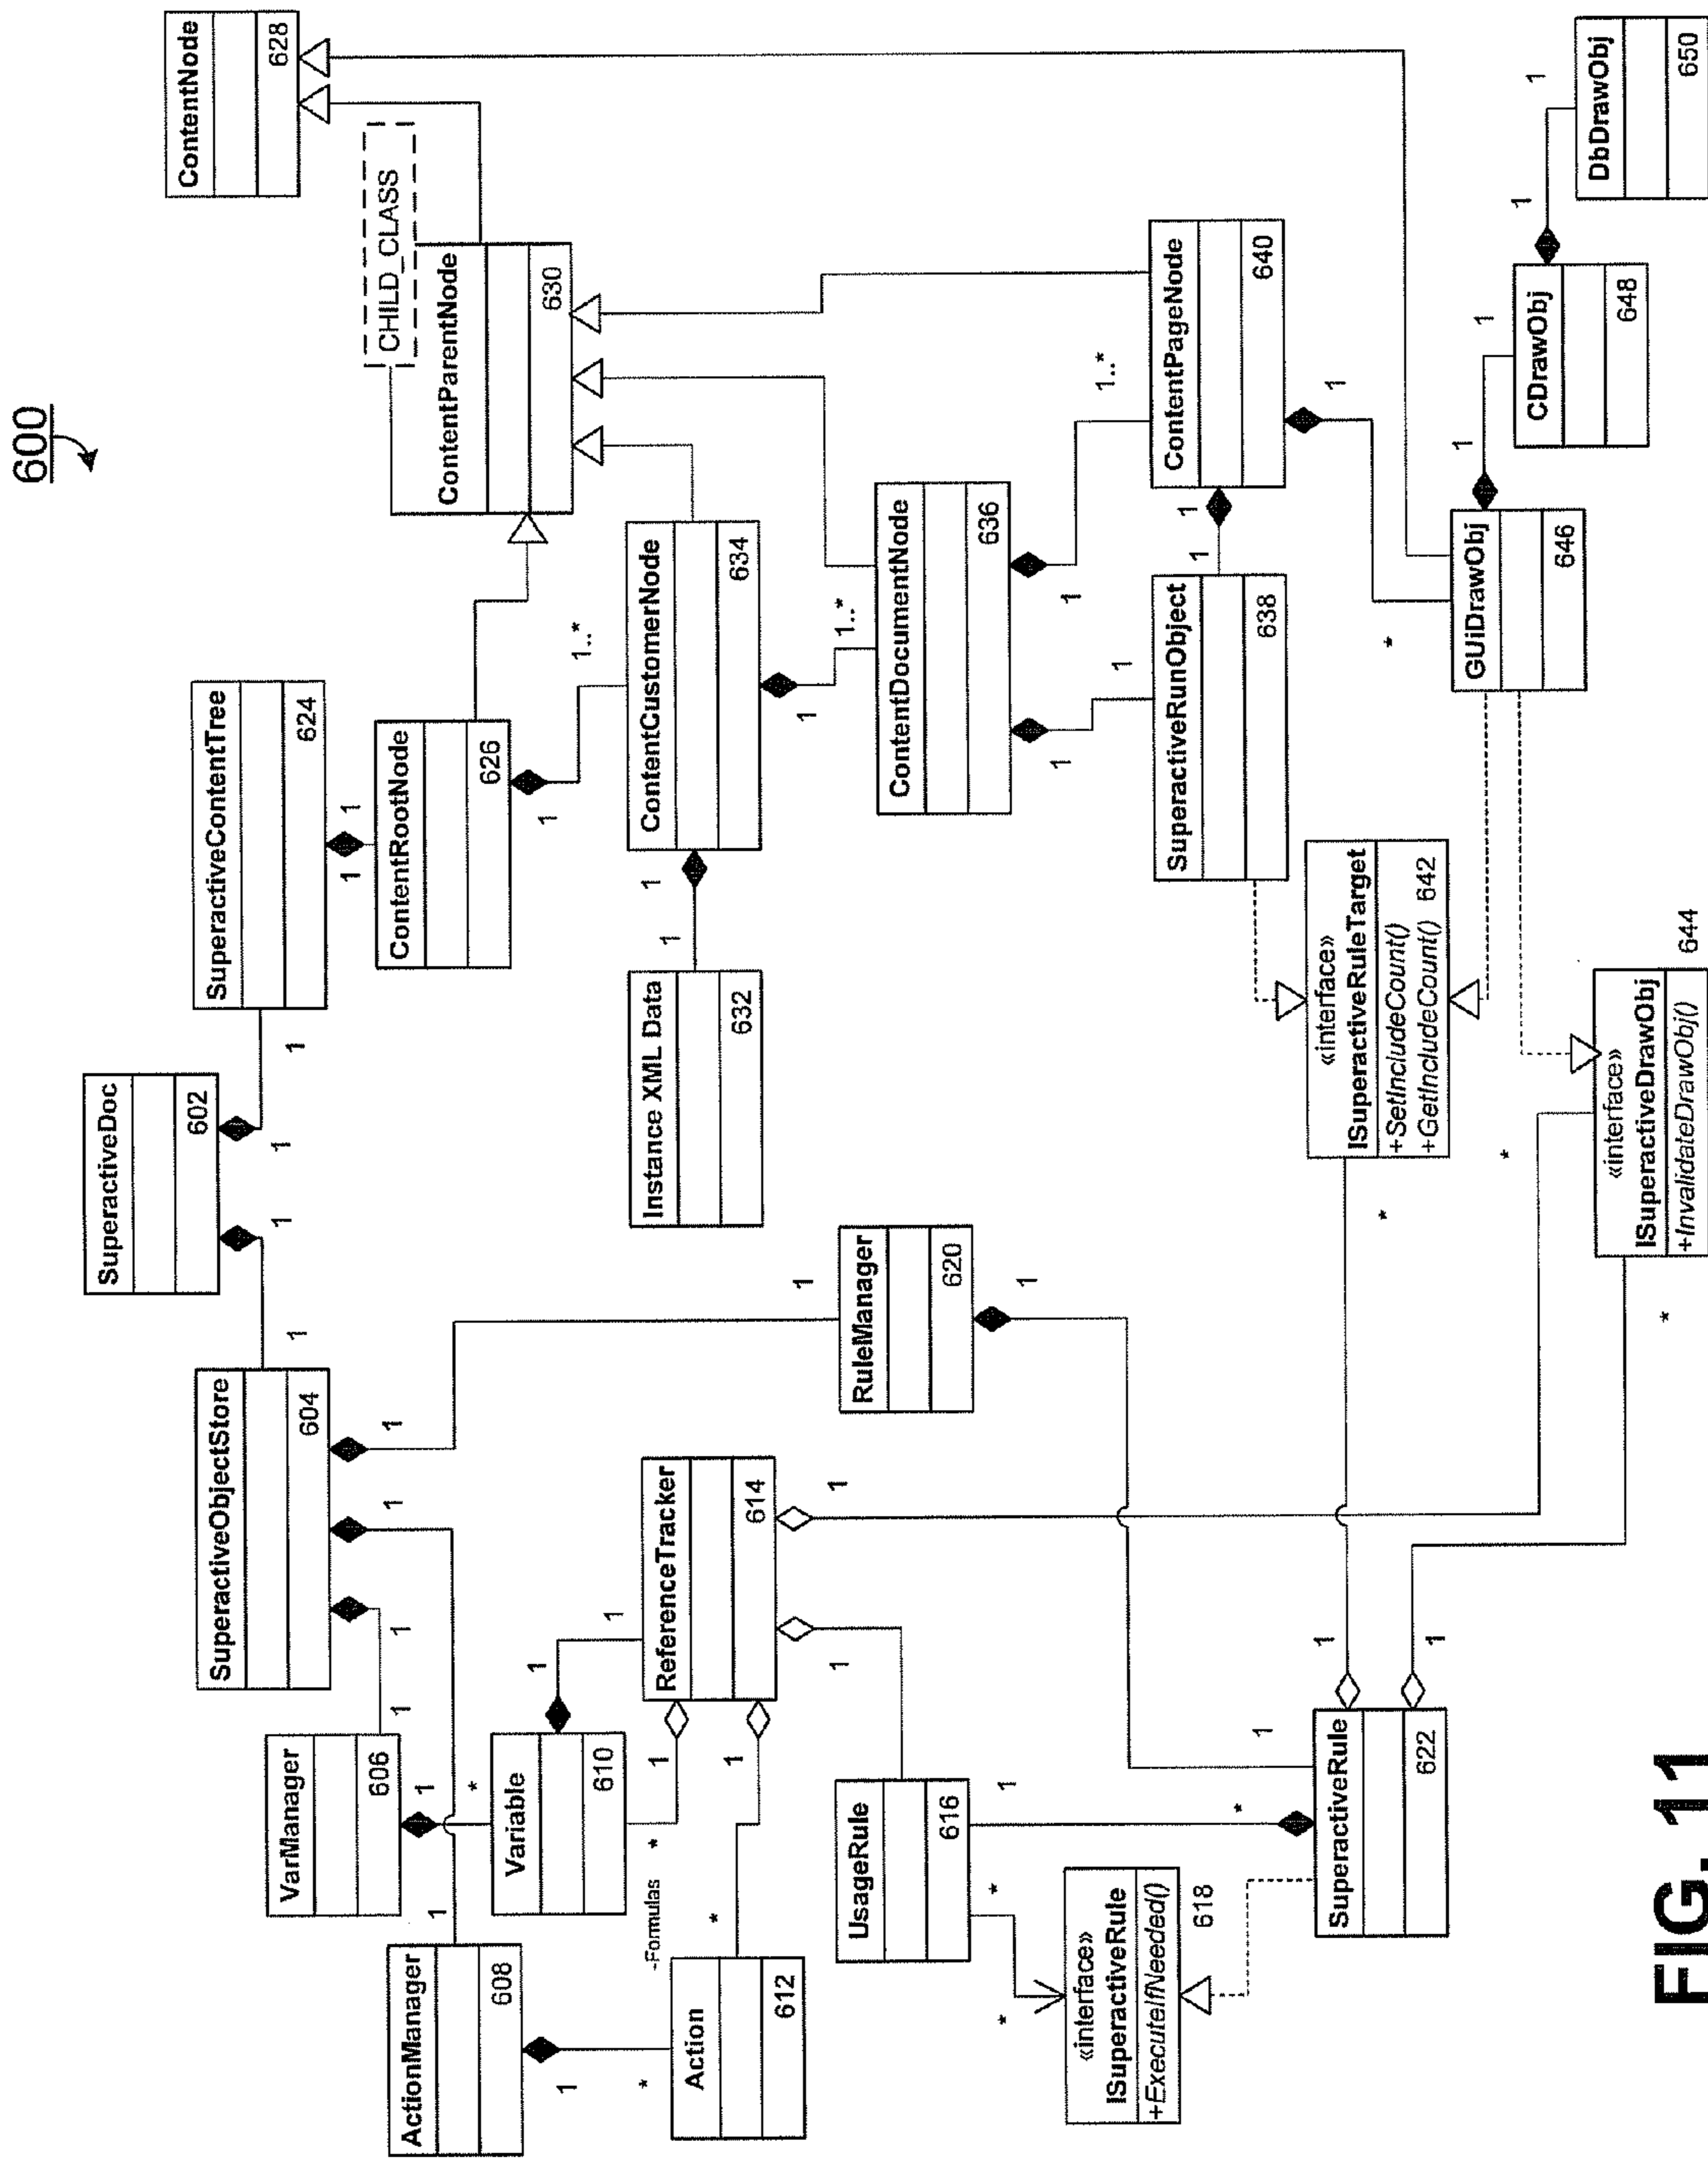 600
SuperactiveDoc
602
1
1
1
1
SuperactiveObjectStore
604
1
1
1
SuperactiveContentTree
624
1
1
ContentNode
628
VarManager
606
1
1
ActionManager
608
1
1
*
Variable
610
*
1
1
-Formulas
Action
612
*
1
1
ReferenceTracker
614
1
1
*
1
RuleManager
620
1
1
UsageRule
616
1
*
*
*
«interface»
ISuperactiveRule
+ExecuteIfNeeded()
618
SuperactiveRule
622
1
1
*
*
*
ContentRootNode
626
1
1..*
CHILD_CLASS
ContentParentNode
630
Instance XML Data
632
1
1
ContentCustomerNode
634
1
1..*
ContentDocumentNode
636
1
1
1
1..*
SuperactiveRunObject
638
1
1
ContentPageNode
640
1
*
«interface»
ISuperactiveRuleTarget
+SetIncludeCount()
+GetIncludeCount()
642
«interface»
ISuperactiveDrawObj
+InvalidateDrawObj()
644
GUiDrawObj
646
1
1
CDrawObj
648
1
1
DbDrawObj
650
FIG. 11